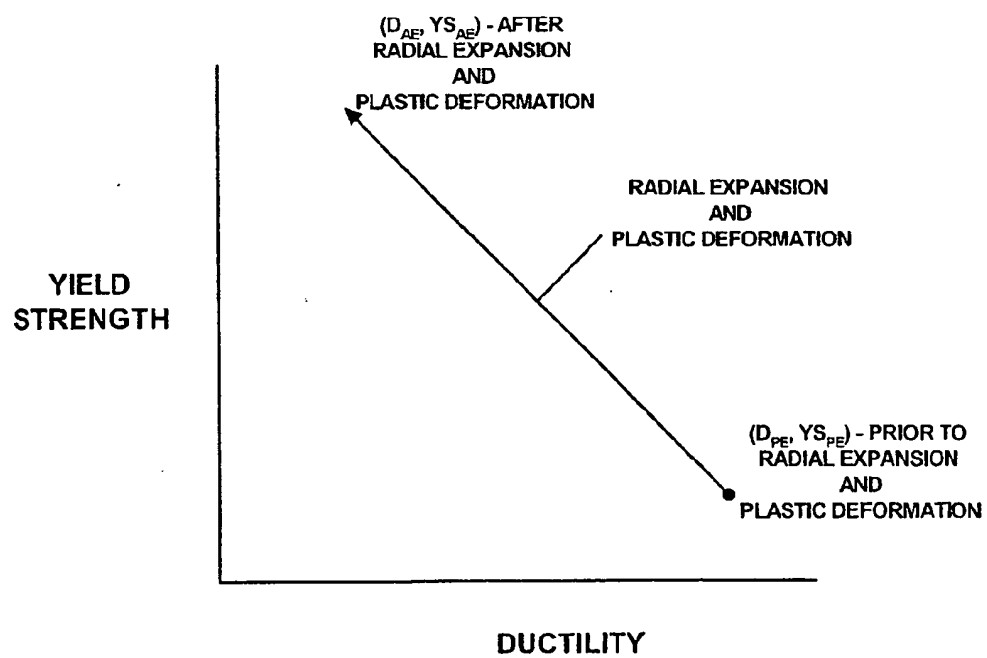 (D_AE, YS_AE) - AFTER
RADIAL EXPANSION
AND
PLASTIC DEFORMATION
RADIAL EXPANSION
AND
PLASTIC DEFORMATION
YIELD
STRENGTH
(D_PE, YS_PE) - PRIOR TO
RADIAL EXPANSION
AND
PLASTIC DEFORMATION
DUCTILITY